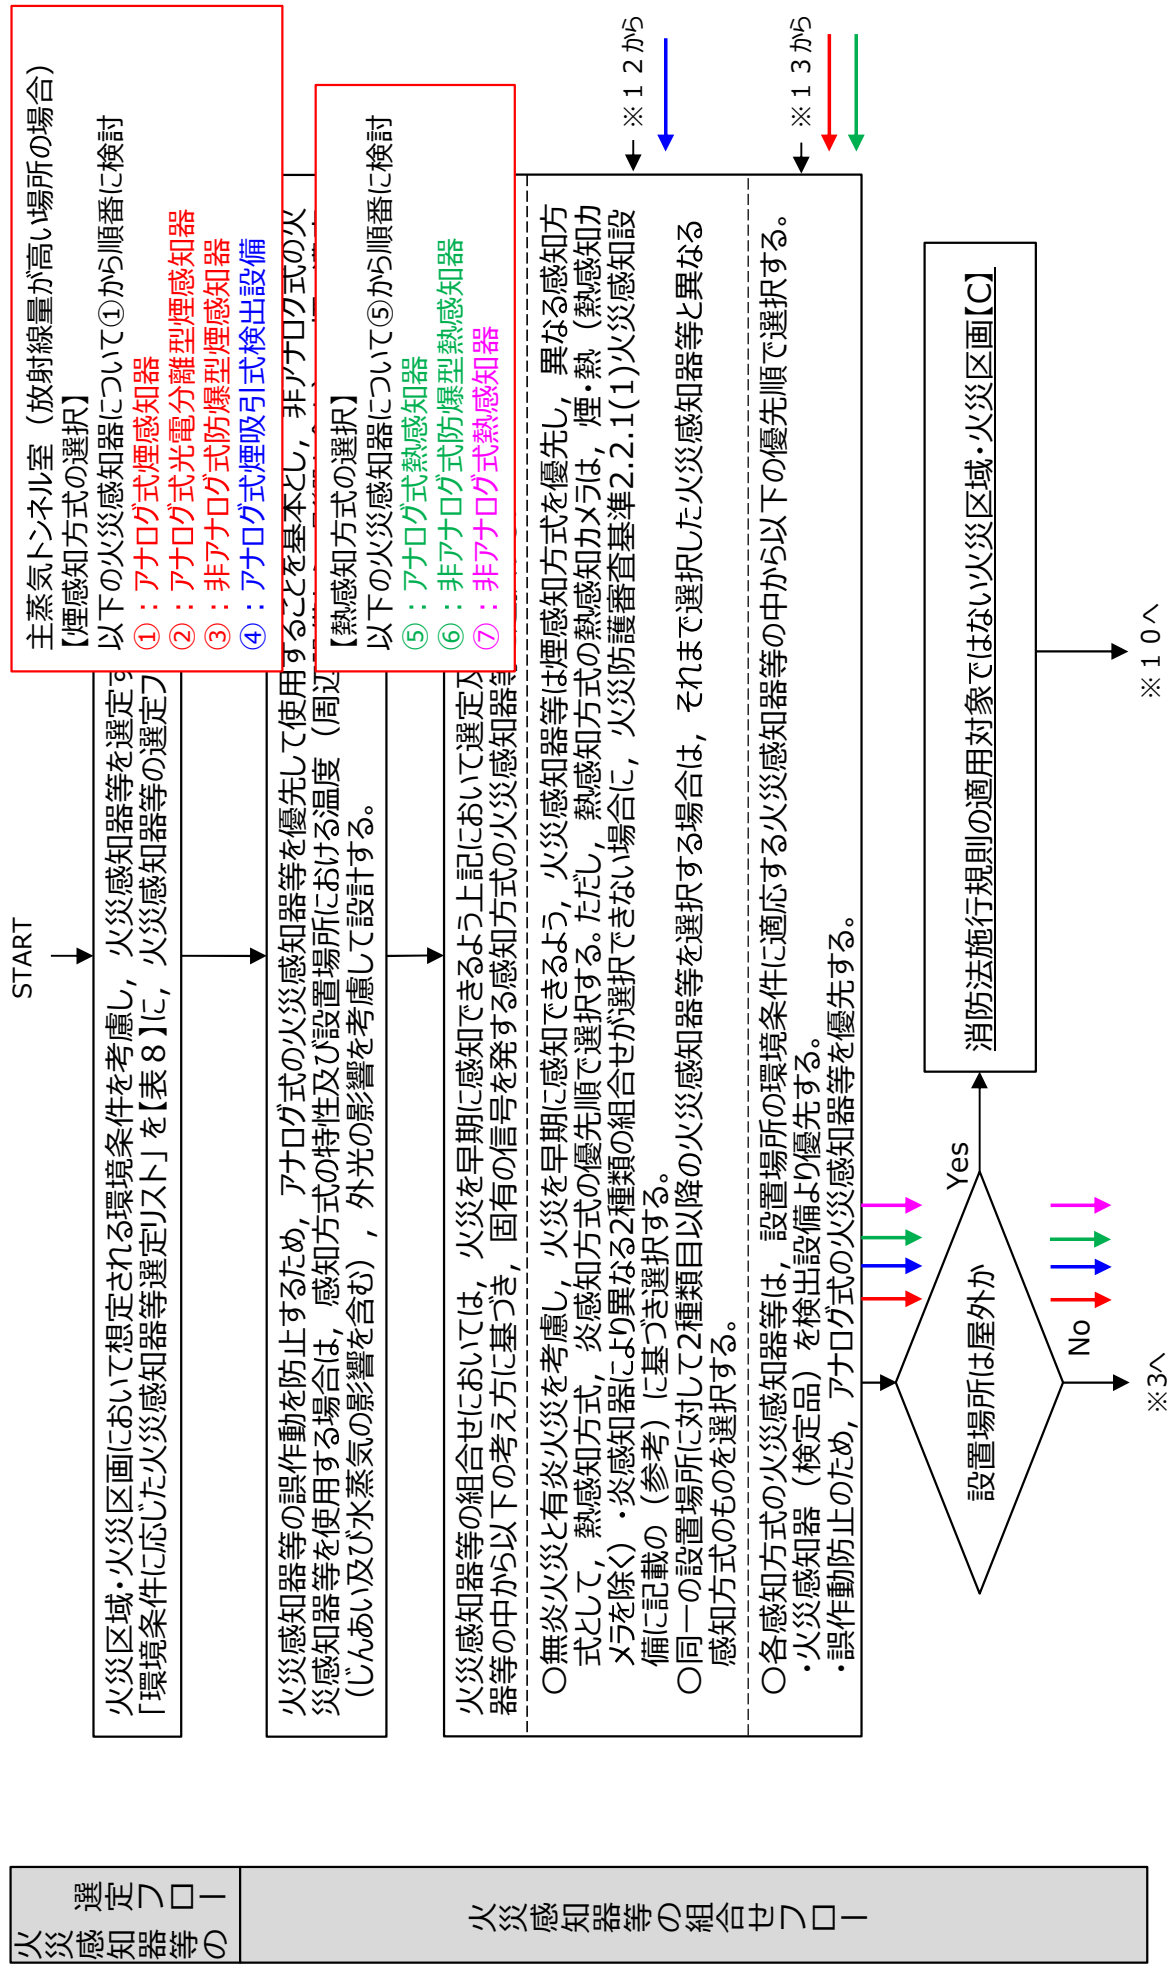 主蒸気トンネル室（放射線量が高い場所の場合）
【煙感知方式の選択】
以下の火災感知器について①から順番に検討
①：アナログ式煙感知器
②：アナログ式光電分離型煙感知器
③：非アナログ式防爆型煙感知器
④：アナログ式煙吸引式検出設備
【熱感知方式の選択】
以下の火災感知器について⑤から順番に検討
⑤：アナログ式熱感知器
⑥：非アナログ式防爆型熱感知器
⑦：非アナログ式熱感知器
START
火災区域・火災区画において想定される環境条件を考慮し，火災感知器等を選定す
「環境条件に応じた火災感知器等選定リスト」を【表８】に，火災感知器等の選定フ
火災感知器等の誤作動を防止するため，アナログ式の火災感知器等を優先して使用することを基本とし，非アナログ式の火
災感知器等を使用する場合は，感知方式の特性及び設置場所における温度（周辺
（じんあい及び水蒸気の影響を含む），外光の影響を考慮して設計する。
火災感知器等の組合せにおいては，火災を早期に感知できるよう上記において選定及
器等の中から以下の考え方に基づき，固有の信号を発する感知方式の火災感知器等
○無炎火災と有炎火災を考慮し，火災を早期に感知できるよう，火災感知器等は煙感知方式を優先し，異なる感知方
式として，熱感知方式，炎感知方式の優先順で選択する。ただし，熱感知方式の熱感知カメラは，煙・熱（熱感知カ
メラを除く）・炎感知器により異なる2種類の組合せが選択できない場合に，火災防護審査基準2.2.1(1)火災感知設
備に記載の（参考）に基づき選択する。
○同一の設置場所に対して2種類目以降の火災感知器等を選択する場合は，それまで選択した火災感知器等と異なる
感知方式のものを選択する。
○各感知方式の火災感知器等は，設置場所の環境条件に適応する火災感知器等の中から以下の優先順で選択する。
・火災感知器（検定品）を検出設備より優先する。
・誤作動防止のため，アナログ式の火災感知器等を優先する。
※１２から
※１３から
設置場所は屋外か
Yes
No
消防法施行規則の適用対象ではない火災区域・火災区画【C】
※１０へ
※3へ
火災感知器等の
選定フロー
火災感知器等の組合せフロー